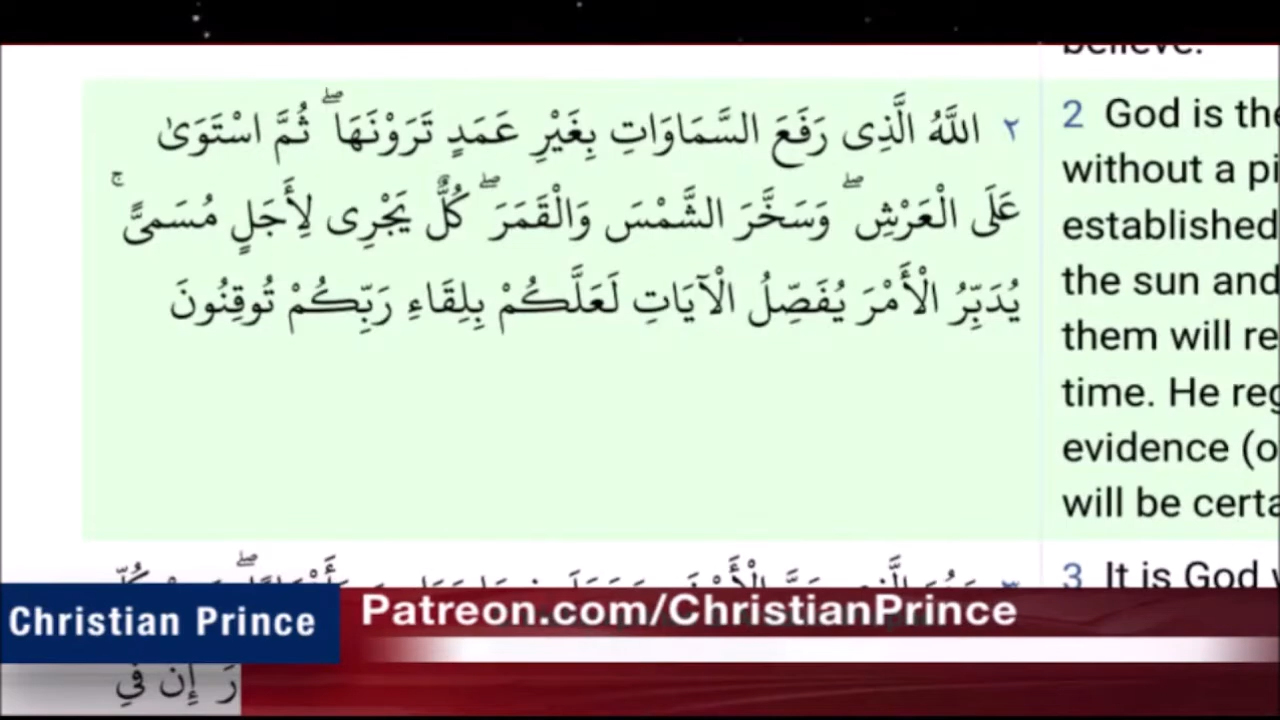 believe.
٢ اللَّهُ الَّذِى رَفَعَ السَّمَاوَاتِ بِغَيْرِ عَمَدٍ تَرَوْنَهَا ۖ ثُمَّ اسْتَوَىٰ
عَلَى الْعَرْشِ ۖ وَسَخَّرَ الشَّمْسَ وَالْقَمَرَ ۖ كُلٌّ يَجْرِى لِأَجَلٍ مُسَمىًّ ۚ
يُدَبِّرُ الْأَمْرَ يُفَصِّلُ الْآيَاتِ لَعَلَّكُمْ بِلِقَاءِ رَبِّكُمْ تُوقِنُونَ
2 God is the
without a pi
established
the sun and
them will re
time. He reg
evidence (o
will be certa
3 It is God w
Christian Prince
Patreon.com/ChristianPrince
رَ إِن فِي